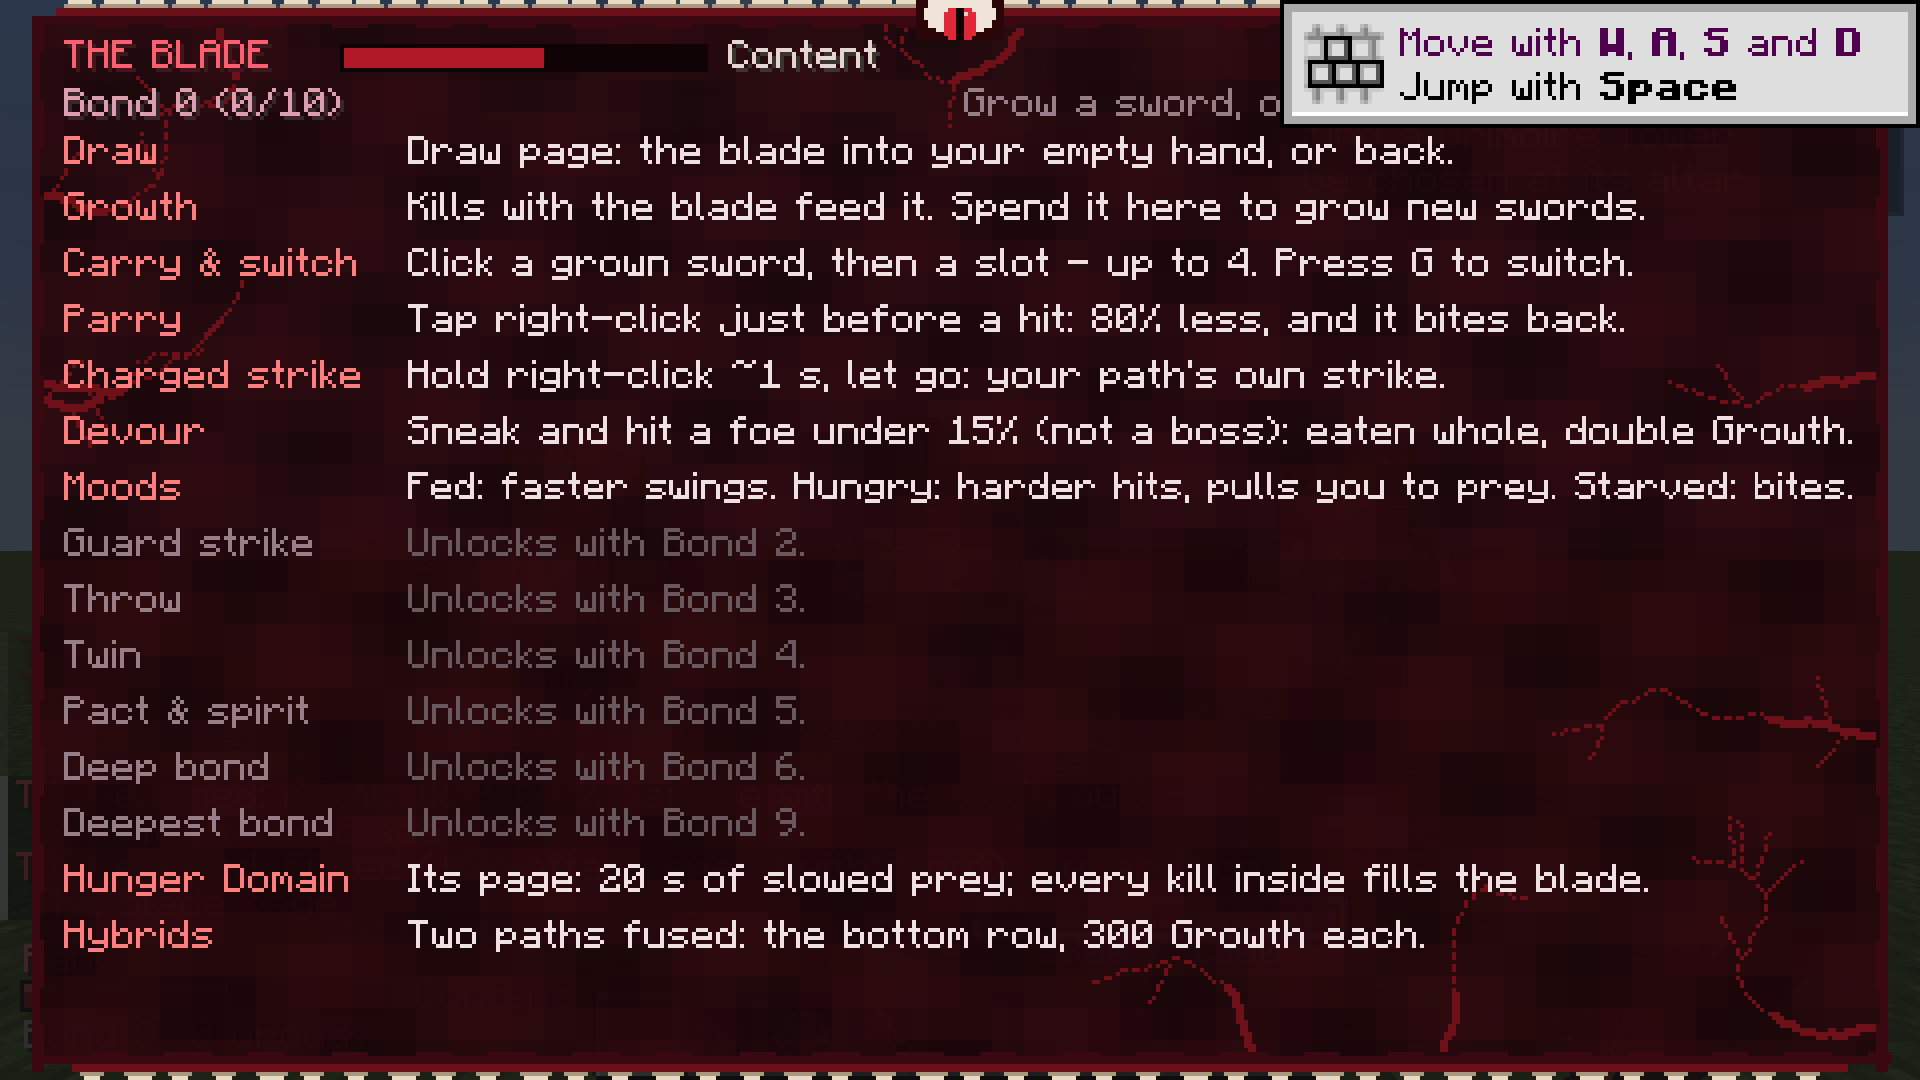 THE BLADE
Content
Move with W, A, S and D
Jump with Space
Bond 0 (0/10)
Grow a sword,
Draw
Draw page: the blade into your empty hand, or back.
Growth
Kills with the blade feed it. Spend it here to grow new swords.
Carry & switch
Click a grown sword, then a slot - up to 4. Press G to switch.
Parry
Tap right-click just before a hit: 80% less, and it bites back.
Charged strike
Hold right-click ~1 s, let go: your path's own strike.
Devour
Sneak and hit a foe under 15% (not a boss): eaten whole, double Growth.
Moods
Fed: faster swings. Hungry: harder hits, pulls you to prey. Starved: bites.
Guard strike
Unlocks with Bond 2.
Throw
Unlocks with Bond 3.
Twin
Unlocks with Bond 4.
Pact & spirit
Unlocks with Bond 5.
Deep bond
Unlocks with Bond 6.
Deepest bond
Unlocks with Bond 9.
Hunger Domain
Its page: 20 s of slowed prey; every kill inside fills the blade.
Hybrids
Two paths fused: the bottom row, 300 Growth each.